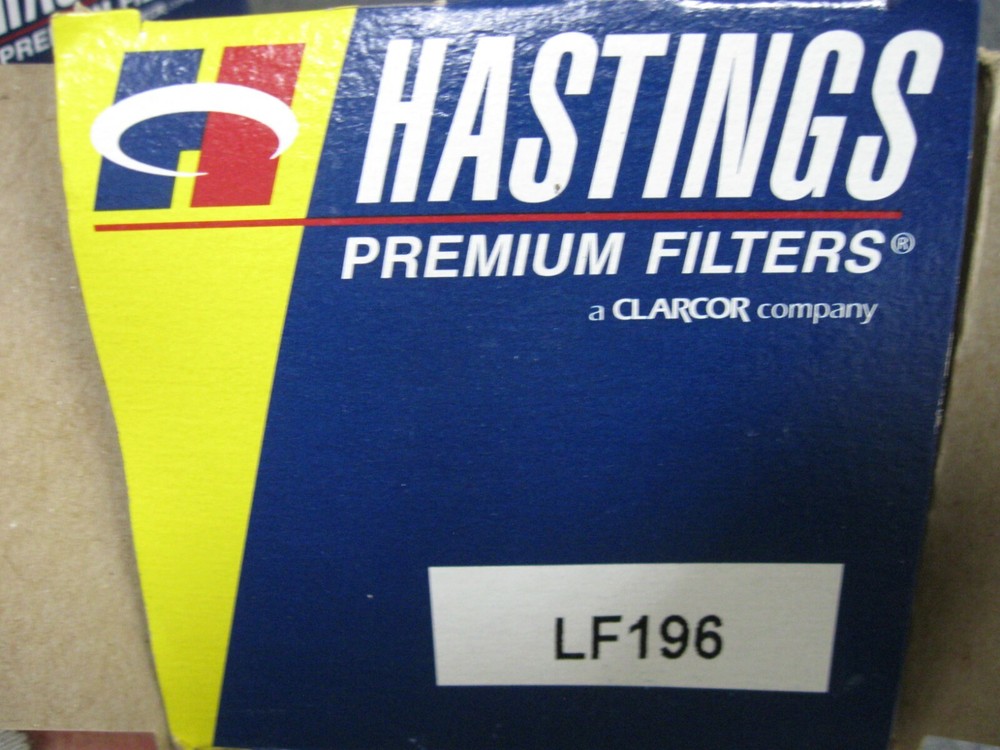 HASTINGS
PREMIUM FILTERS®
a CLARCOR company
LF196